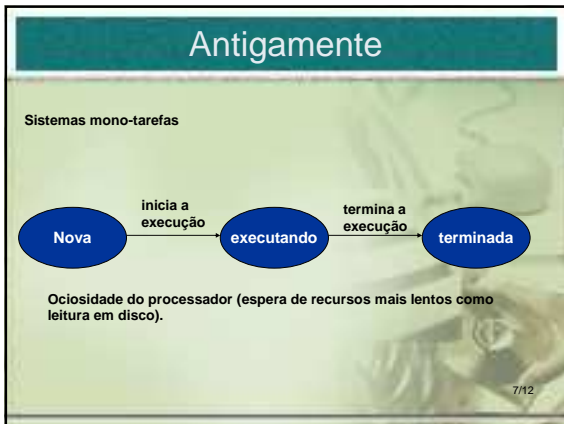 Antigamente
Sistemas mono-tarefas
inicia a
execução
termina a
execução
Nova
executando
terminada
Ociosidade do processador (espera de recursos mais lentos como
leitura em disco).
7/12